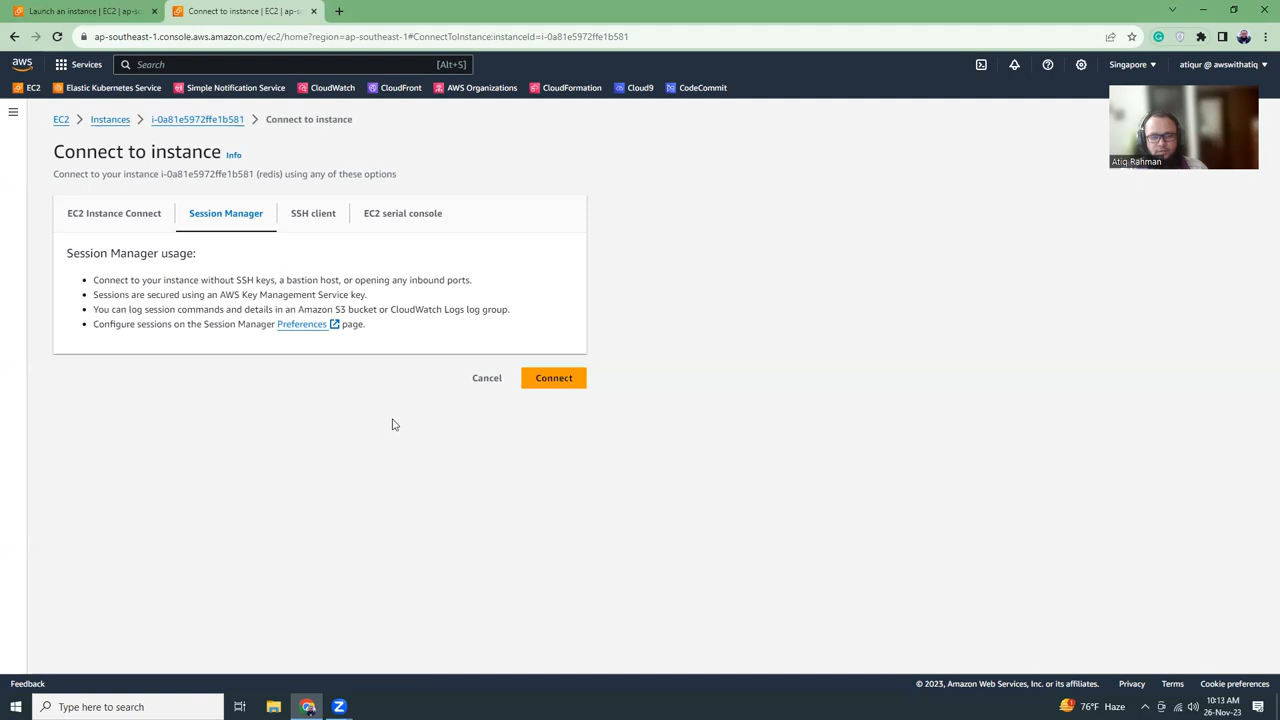 Launch an instance | EC2 | ap-sou
Connect to instance | EC2 | ap-so
ap-southeast-1.console.aws.amazon.com/ec2/home?region=ap-southeast-1#ConnectToInstance:instanceId=i-0a81e5972ffe1b581
aws Services Search [Alt+S] Singapore atiqur @ awswithatiq
EC2 Elastic Kubernetes Service Simple Notification Service CloudWatch CloudFront AWS Organizations CloudFormation Cloud9 CodeCommit
EC2 Instances i-0a81e5972ffe1b581 Connect to instance
Connect to instance Info
Connect to your instance i-0a81e5972ffe1b581 (redis) using any of these options
Atiq Rahman
EC2 Instance Connect Session Manager SSH client EC2 serial console
Session Manager usage:
Connect to your instance without SSH keys, a bastion host, or opening any inbound ports.
Sessions are secured using an AWS Key Management Service key.
You can log session commands and details in an Amazon S3 bucket or CloudWatch Logs log group.
Configure sessions on the Session Manager Preferences page.
Cancel Connect
Feedback © 2023, Amazon Web Services, Inc. or its affiliates. Privacy Terms Cookie preferences
Type here to search 76°F Haze 10:13 AM
26-Nov-23